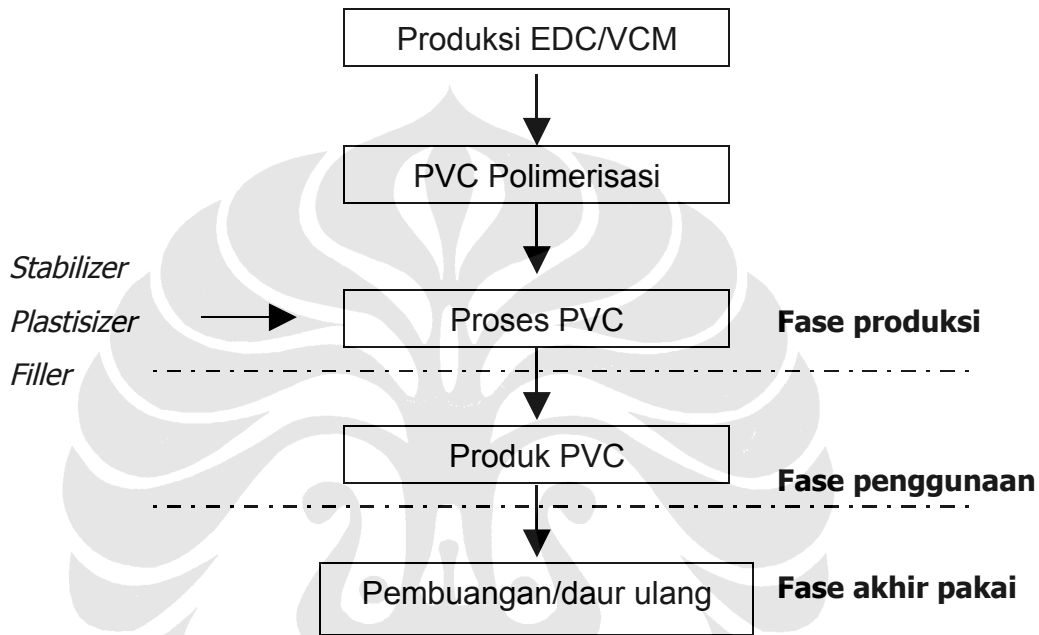 Produksi EDC/VCM
PVC Polimerisasi
Stabilizer
Plastisizer
Proses PVC
Fase produksi
Filler
Produk PVC
Fase penggunaan
Pembuangan/daur ulang
Fase akhir pakai